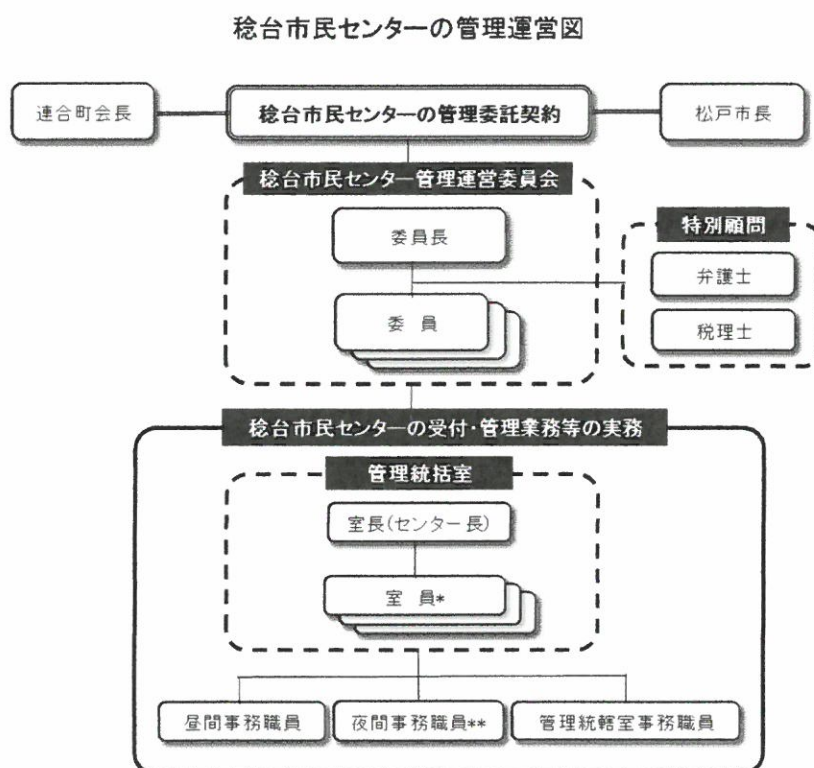 稔台市民センターの管理運営図
連合町会長
稔台市民センターの管理委託契約
松戸市長
稔台市民センター管理運営委員会
委員長
特別顧問
弁護士
委 員
税理士
稔台市民センターの受付・管理業務等の実務
管理統括室
室長(センター長)
室 員*
昼間事務職員
夜間事務職員**
管理統轄室事務職員